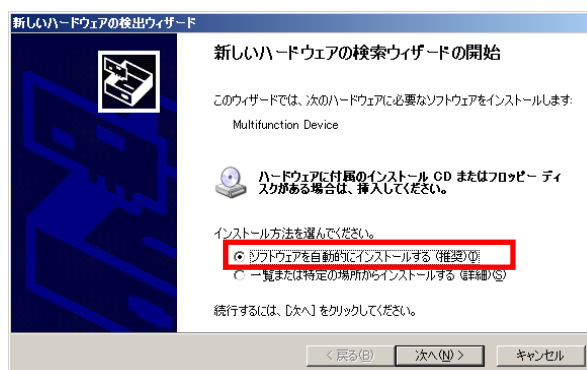 新しいハードウェアの検出ウィザード
新しいハードウェアの検索ウィザードの開始
このウィザードでは、次のハードウェアに必要なソフトウェアをインストールします:
Multifunction Device
ハードウェアに付属のインストール CD またはフロッピー ディ
スクがある場合は、挿入してください。
インストール方法を選んでください。
ソフトウェアを自動的にインストールする (推奨)(I)
一覧または特定の場所からインストールする (詳細)(S)
続行するには、[次へ] をクリックしてください。
< 戻る(B) 次へ(N) > キャンセル